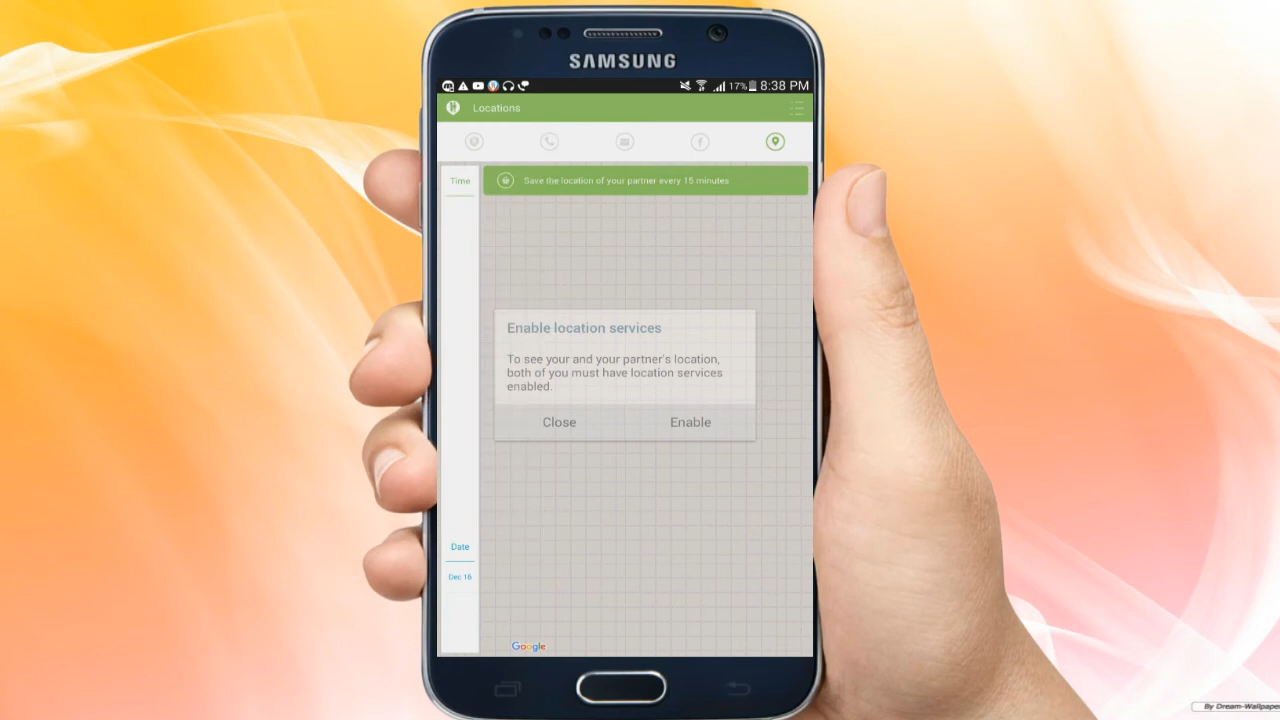 SAMSUNG
17% 8:38 PM
Locations
Time
Save the location of your partner every 15 minutes
Enable location services
To see your and your partner's location,
both of you must have location services
enabled.
Close Enable
Date
Dec 16
Google
By Dream-Wallpape